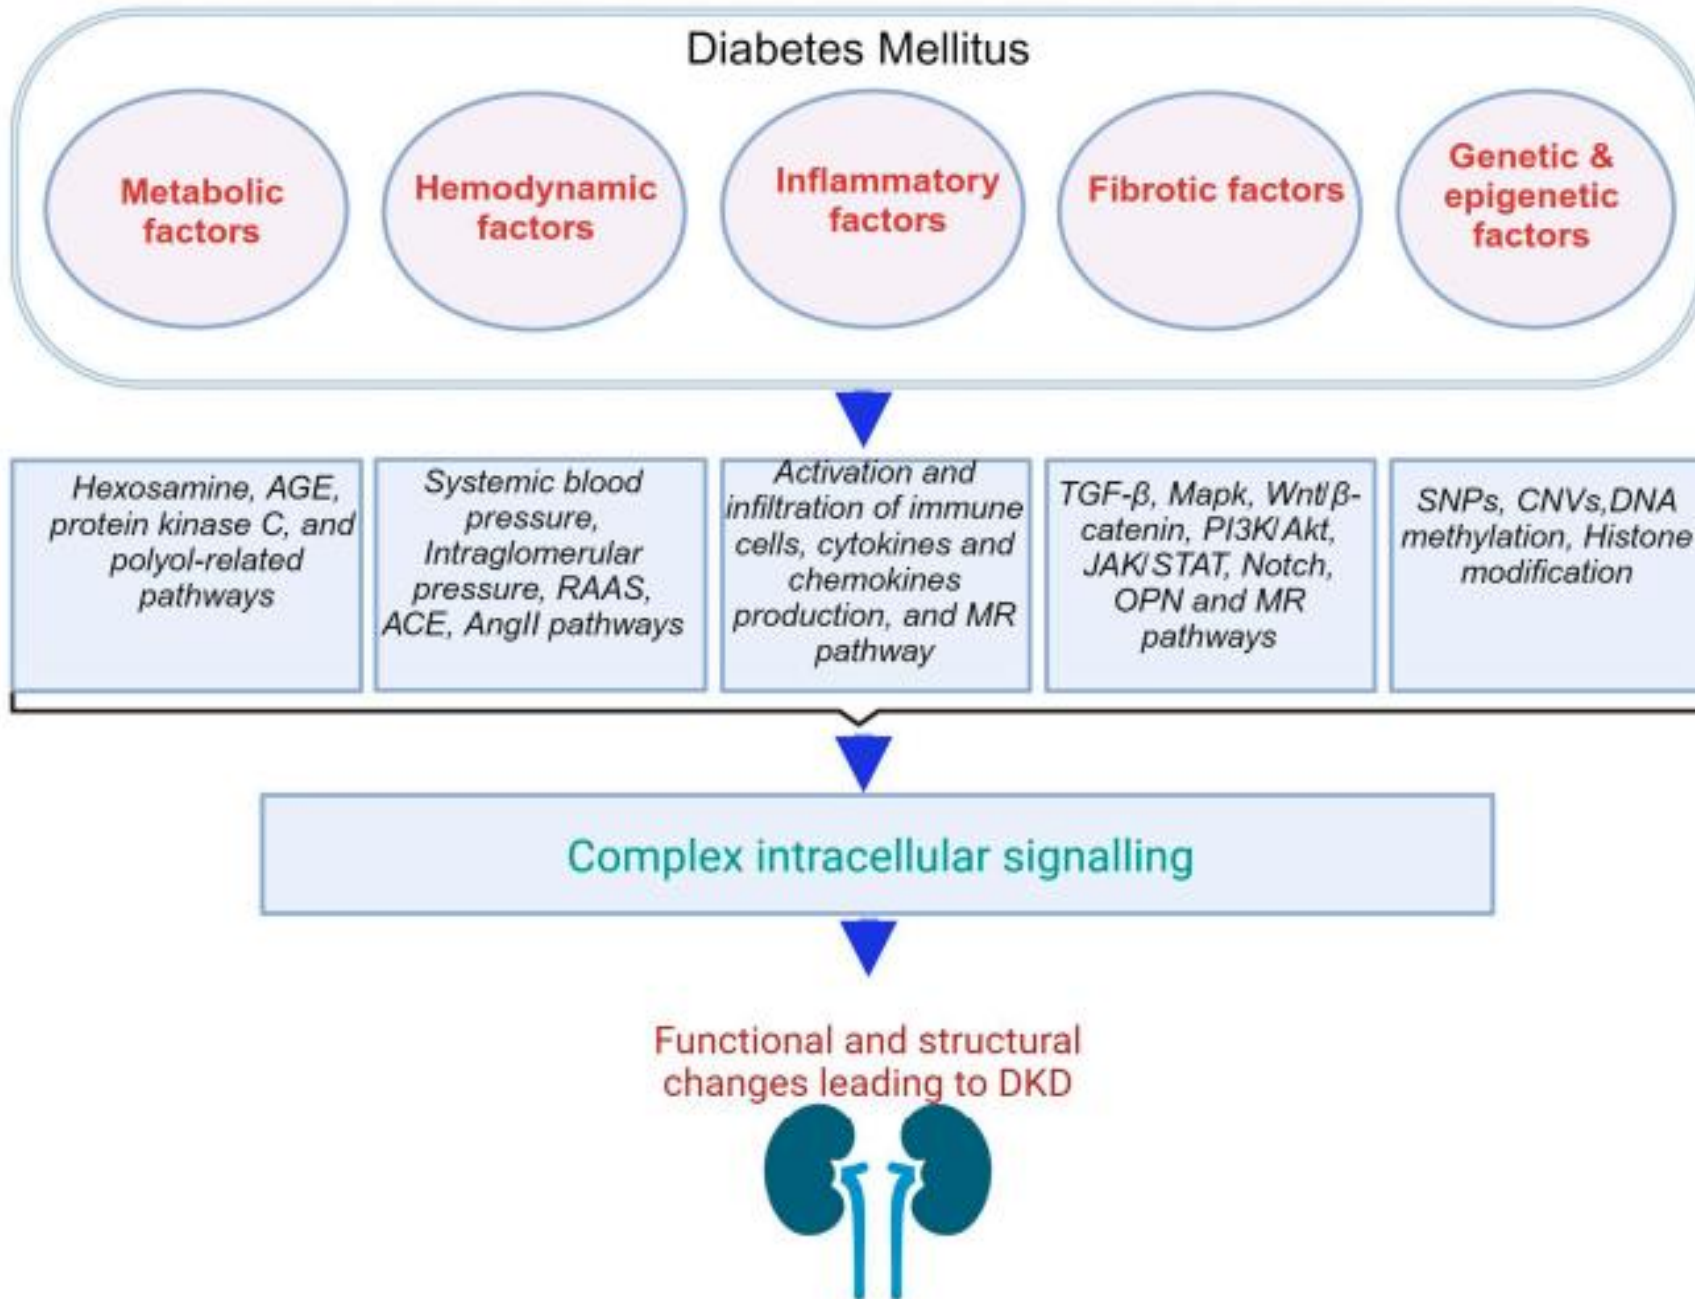 Diabetes Mellitus
Metabolic
factors
Hemodynamic
factors
Inflammatory
factors
Fibrotic factors
Genetic &
epigenetic
factors
Hexosamine, AGE,
protein kinase C, and
polyol-related
pathways
Systemic blood
pressure,
Intraglomerular
pressure, RAAS,
ACE, AngII pathways
Activation and
infiltration of immune
cells, cytokines and
chemokines
production, and MR
pathway
TGF-β, Mapk, Wnt/β-
catenin, PI3K/Akt,
JAK/STAT, Notch,
OPN and MR
pathways
SNPs, CNVs,DNA
methylation, Histone
modification
Complex intracellular signalling
Functional and structural
changes leading to DKD